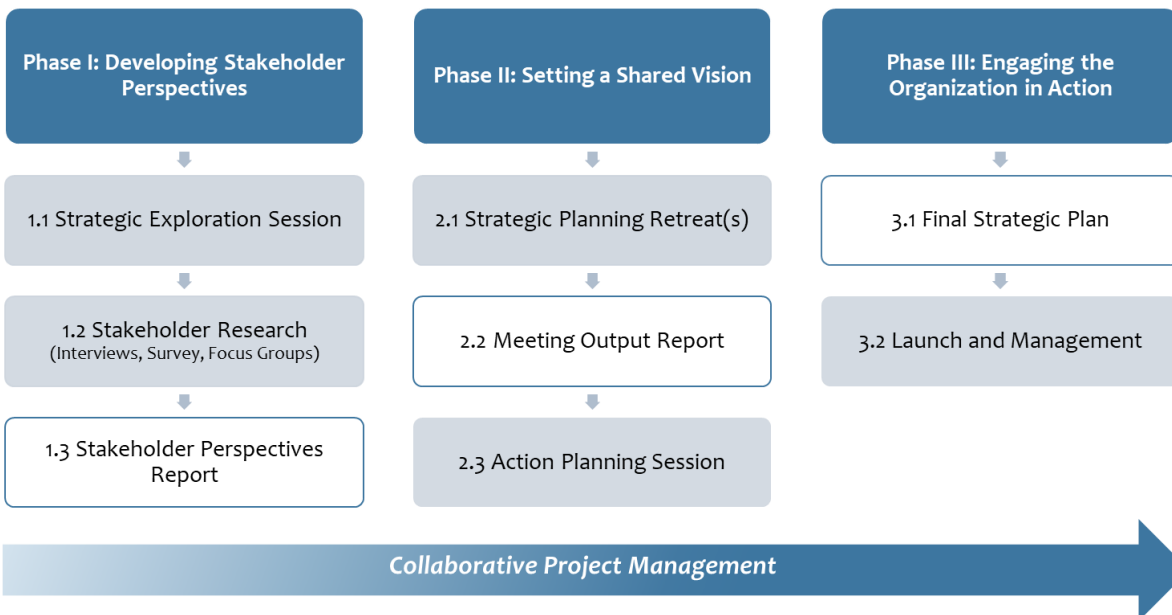 Phase I: Developing Stakeholder
Perspectives
1.1 Strategic Exploration Session
1.2 Stakeholder Research
(Interviews, Survey, Focus Groups)
1.3 Stakeholder Perspectives
Report
Phase II: Setting a Shared Vision
2.1 Strategic Planning Retreat(s)
2.2 Meeting Output Report
2.3 Action Planning Session
Phase III: Engaging the
Organization in Action
3.1 Final Strategic Plan
3.2 Launch and Management
Collaborative Project Management